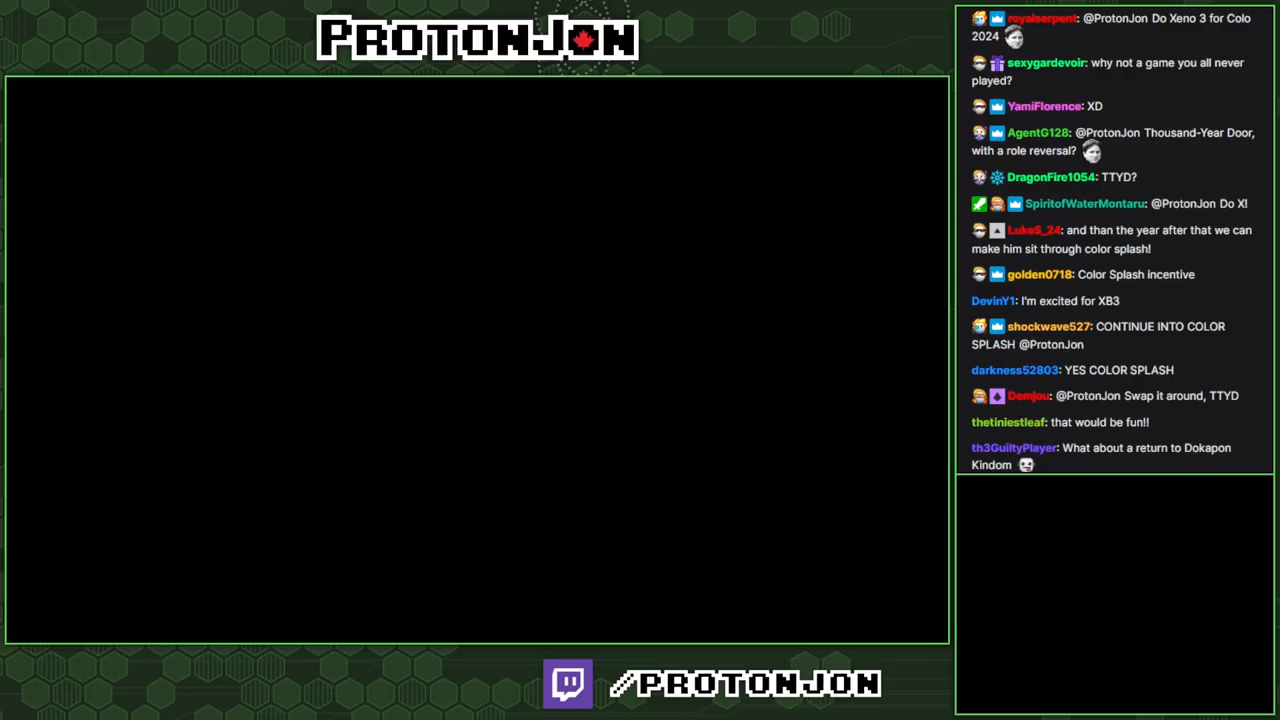 PROTONJON
royalserpent: @ProtonJon Do Xeno 3 for Colo
2024
sexygardevoir: why not a game you all never
played?
YamiFlorence: XD
AgentG128: @ProtonJon Thousand-Year Door,
with a role reversal?
DragonFire1054: TTYD?
SpiritofWaterMontaru: @ProtonJon Do X!
LukeS_24: and than the year after that we can
make him sit through color splash!
golden0718: Color Splash incentive
DevinY1: I'm excited for XB3
shockwave527: CONTINUE INTO COLOR
SPLASH @ProtonJon
darkness52803: YES COLOR SPLASH
Demjou: @ProtonJon Swap it around, TTYD
thetiniestleaf: that would be fun!!
th3GuiltyPlayer: What about a return to Dokapon
Kindom
/PROTONJON